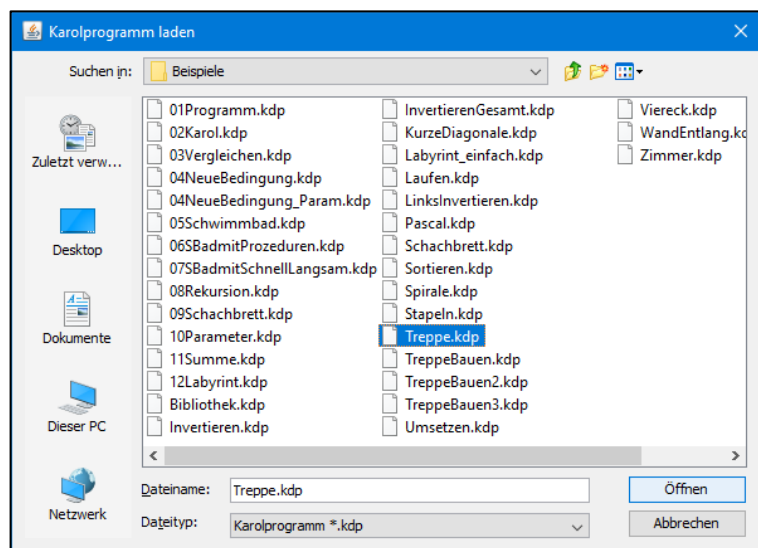 Karolprogramm laden
Suchen in:
Beispiele
Zuletzt verw...
Desktop
Dokumente
Dieser PC
Netzwerk
01Programm.kdp
02Karol.kdp
03Vergleichen.kdp
04NeueBedingung.kdp
04NeueBedingung_Param.kdp
05Schwimmbad.kdp
06SBadmitProzeduren.kdp
07SBadmitSchnellLangsam.kdp
08Rekursion.kdp
09Schachbrett.kdp
10Parameter.kdp
11Summe.kdp
12Labyrint.kdp
Bibliothek.kdp
Invertieren.kdp
InvertierenGesamt.kdp
KurzeDiagonale.kdp
Labyrint_einfach.kdp
Laufen.kdp
LinksInvertieren.kdp
Pascal.kdp
Schachbrett.kdp
Sortieren.kdp
Spirale.kdp
Stapeln.kdp
Treppe.kdp
TreppeBauen.kdp
TreppeBauen2.kdp
TreppeBauen3.kdp
Umsetzen.kdp
Viereck.kdp
WandEntlang.kd
Zimmer.kdp
Dateiname:
Treppe.kdp
Öffnen
Dateityp:
Karolprogramm *.kdp
Abbrechen